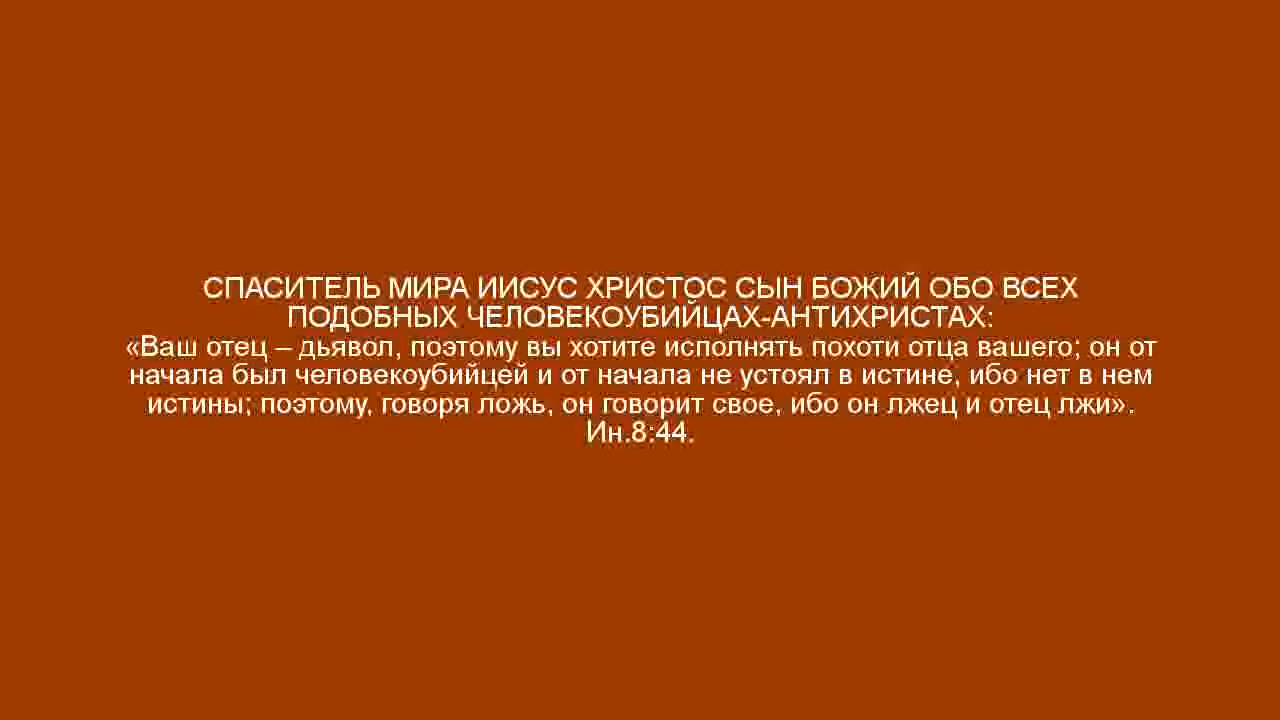 СПАСИТЕЛЬ МИРА ИИСУС ХРИСТОС СЫН БОЖИЙ ОБО ВСЕХ
ПОДОБНЫХ ЧЕЛОВЕКОУБИЙЦАХ-АНТИХРИСТАХ:
«Ваш отец – дьявол, поэтому вы хотите исполнять похоти отца вашего; он от
начала был человекоубийцей и от начала не устоял в истине, ибо нет в нем
истины; поэтому, говоря ложь, он говорит свое, ибо он лжец и отец лжи».
Ин.8:44.